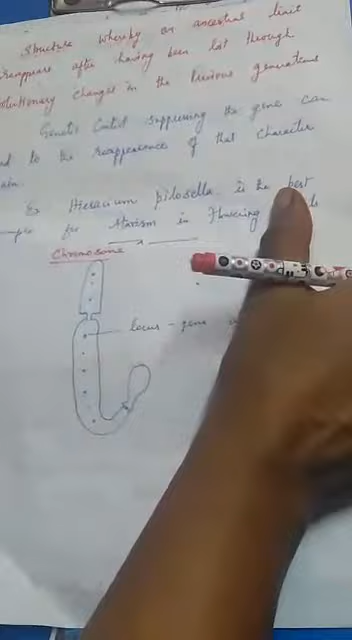 structure whereby an ancestral trait
reappears after having been lost through
evolutionary changes in the previous generations
Genetic Control suppressing the gene can
lead to the reappearence of that character
again
Ex Hieracium pilosella is the best
for Atavism in flowering
Chromosome
locus - gene